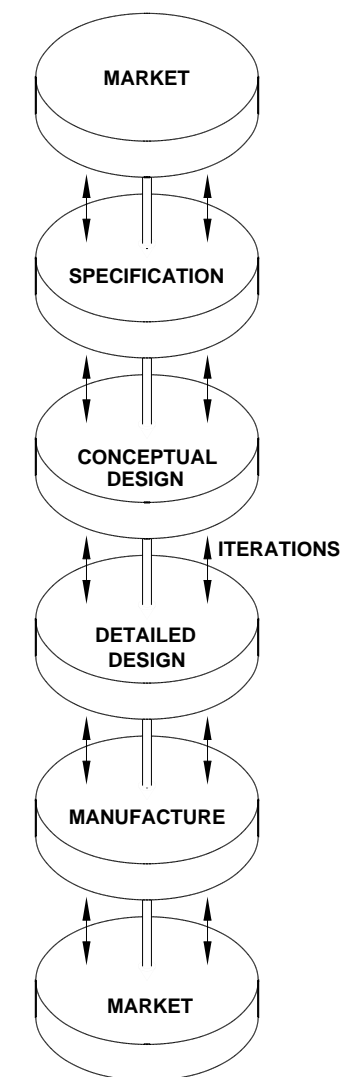 MARKET
SPECIFICATION
CONCEPTUAL
DESIGN
ITERATIONS
DETAILED
DESIGN
MANUFACTURE
MARKET